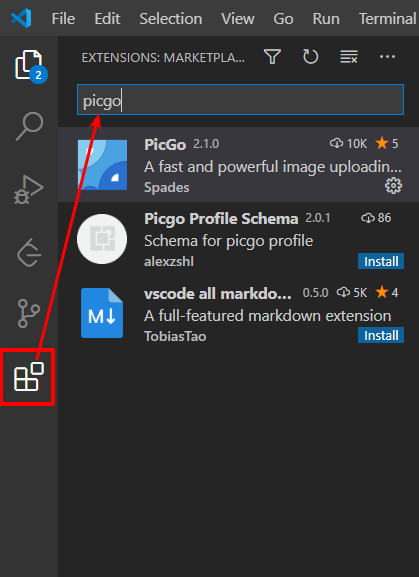 File Edit Selection View Go Run Terminal
EXTENSIONS: MARKETPLA...
2
picgo
PicGo 2.1.0 10K 5
A fast and powerful image uploadin...
Spades
Picgo Profile Schema 2.0.1 86
Schema for picgo profile
alexzshl Install
vscode all markdo... 0.5.0 5K 4
M A full-featured markdown extension
TobiasTao Install